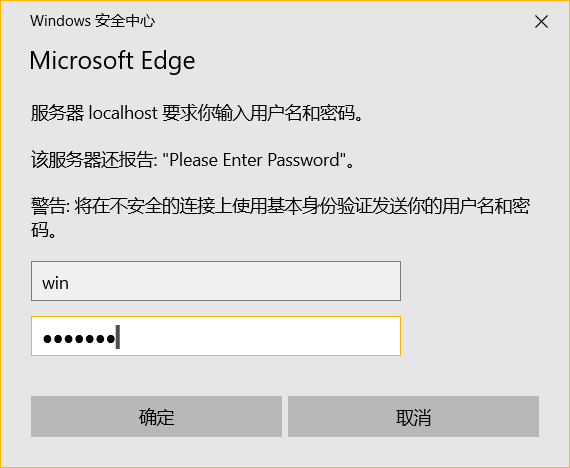 Windows 安全中心
Microsoft Edge
服务器 localhost 要求你输入用户名和密码。
该服务器还报告: "Please Enter Password"。
警告: 将在不安全的连接上使用基本身份验证发送你的用户名和密
码。
win
●●●●●●●
确定
取消